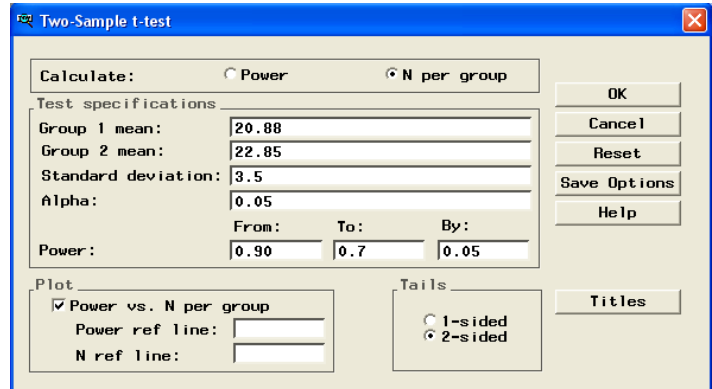 Two-Sample t-test
Calculate: Power N per group
Test specifications
Group 1 mean: 20.88
Group 2 mean: 22.85
Standard deviation: 3.5
Alpha: 0.05
From: To: By:
Power: 0.90 0.7 0.05
OK
Cancel
Reset
Save Options
Help
Plot
Power vs. N per group
Power ref line:
N ref line:
Tails
1-sided
2-sided
Titles